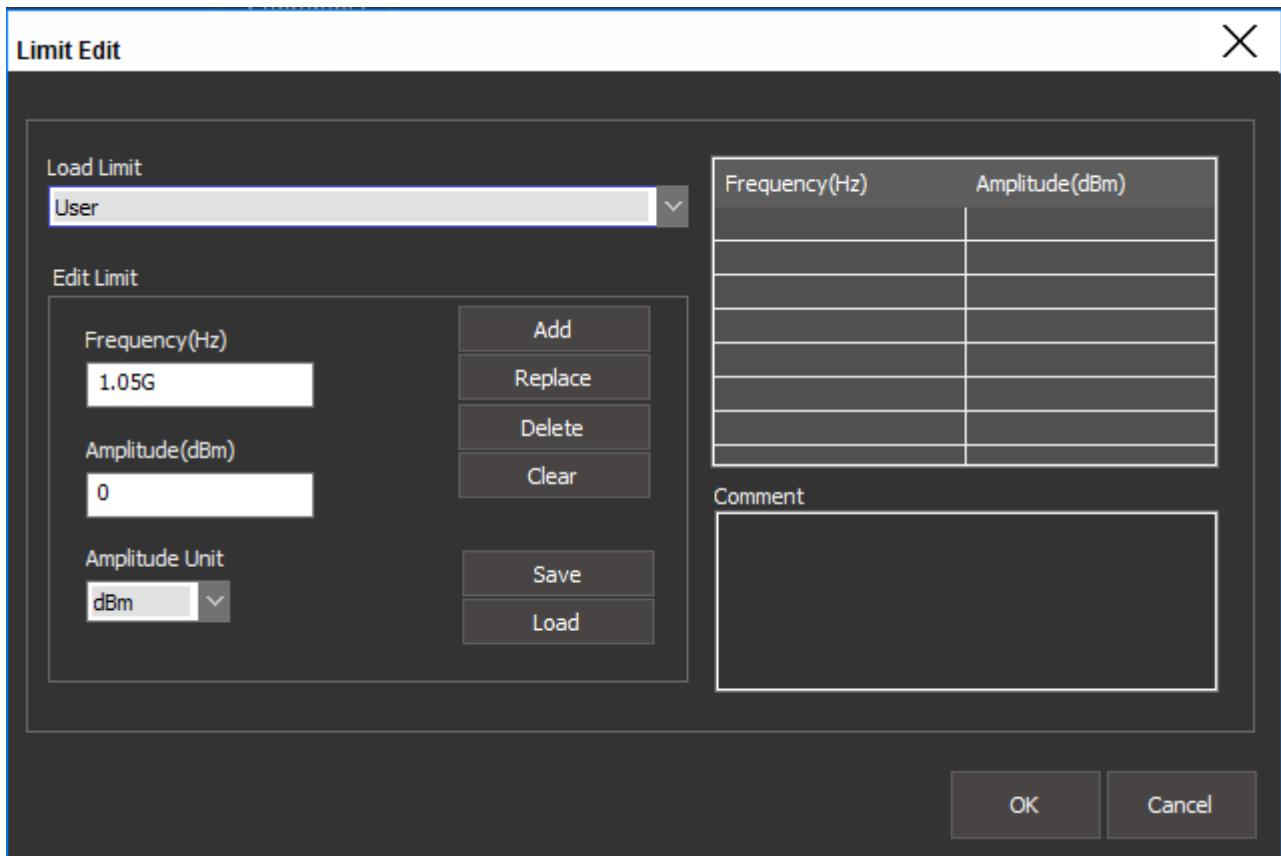 Limit Edit
Load Limit
User
Edit Limit
Frequency(Hz)
1.05G
Amplitude(dBm)
0
Amplitude Unit
dBm
Add
Replace
Delete
Clear
Save
Load
Frequency(Hz) Amplitude(dBm)
Comment
OK Cancel